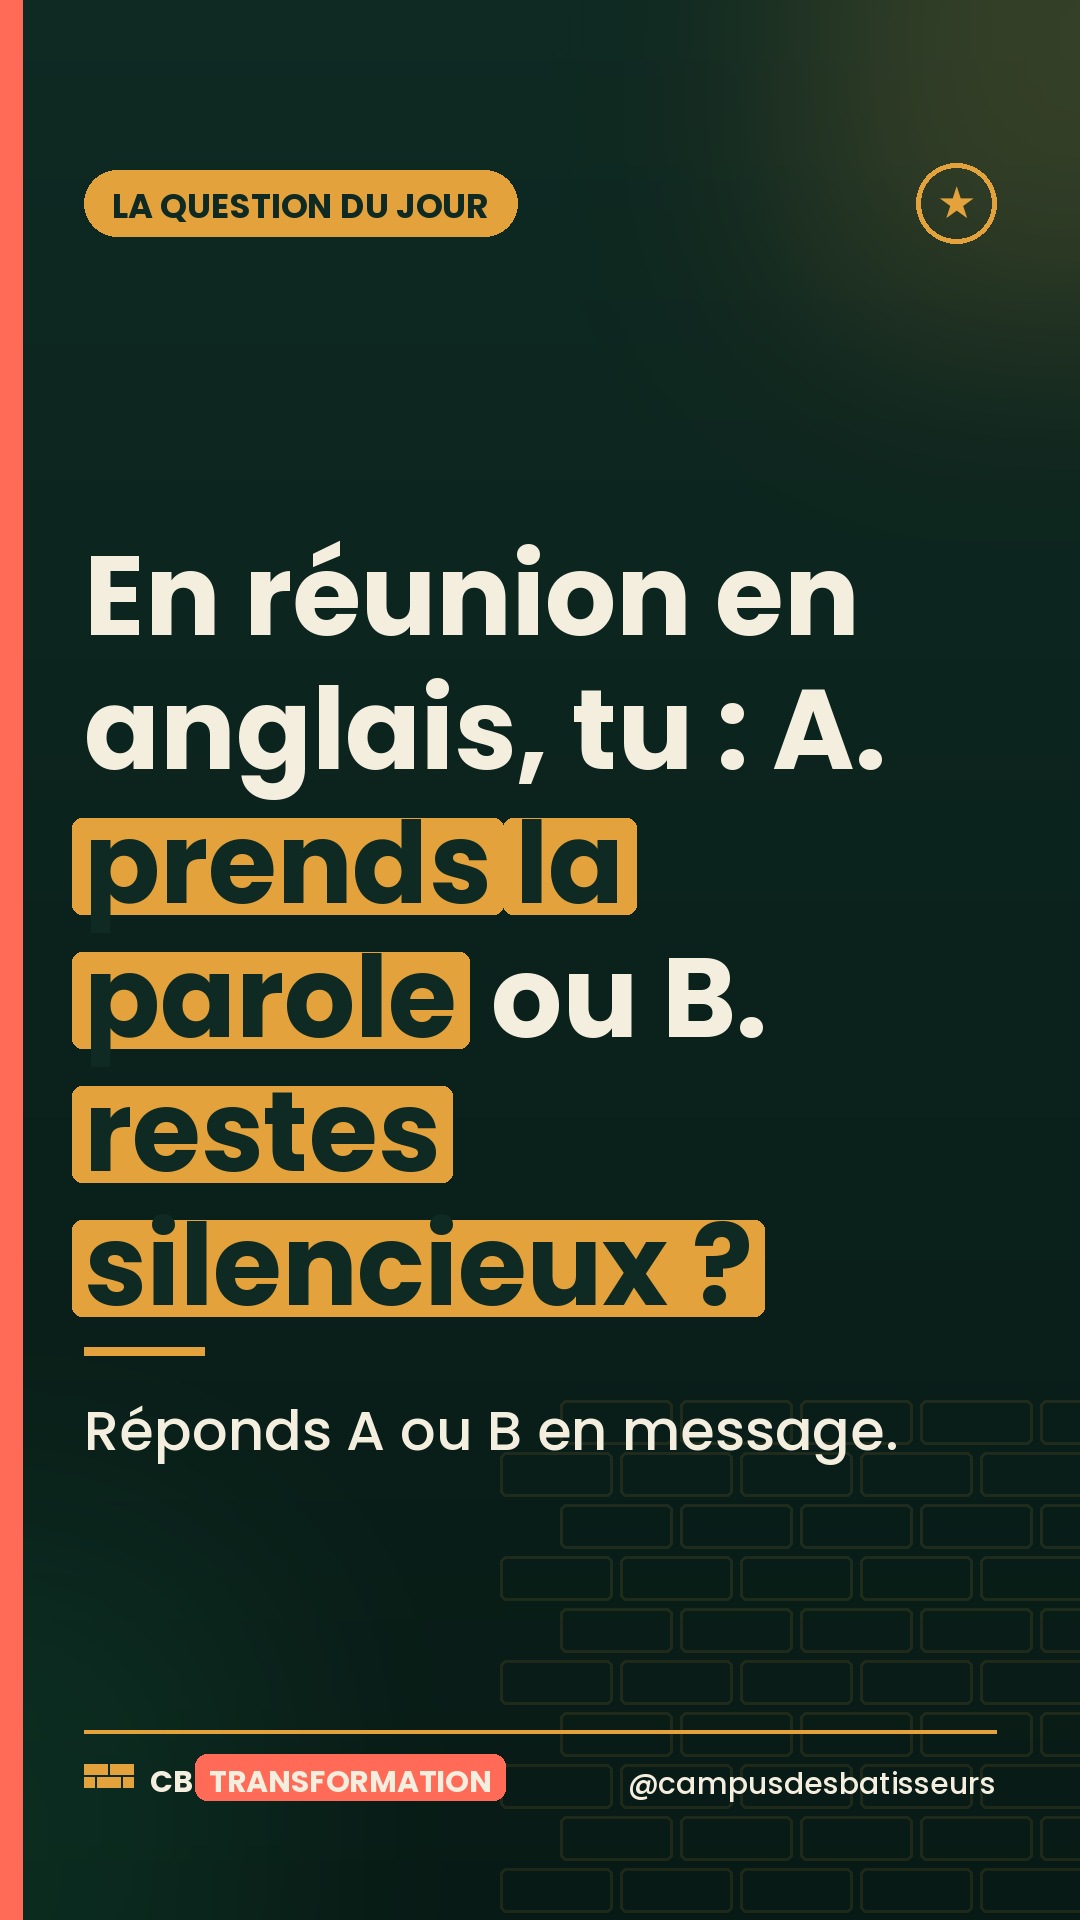 LA QUESTION DU JOUR
En réunion en
anglais, tu : A.
prends la
parole ou B.
restes
silencieux ?
Réponds A ou B en message.
CB TRANSFORMATION
@campusdesbatisseurs